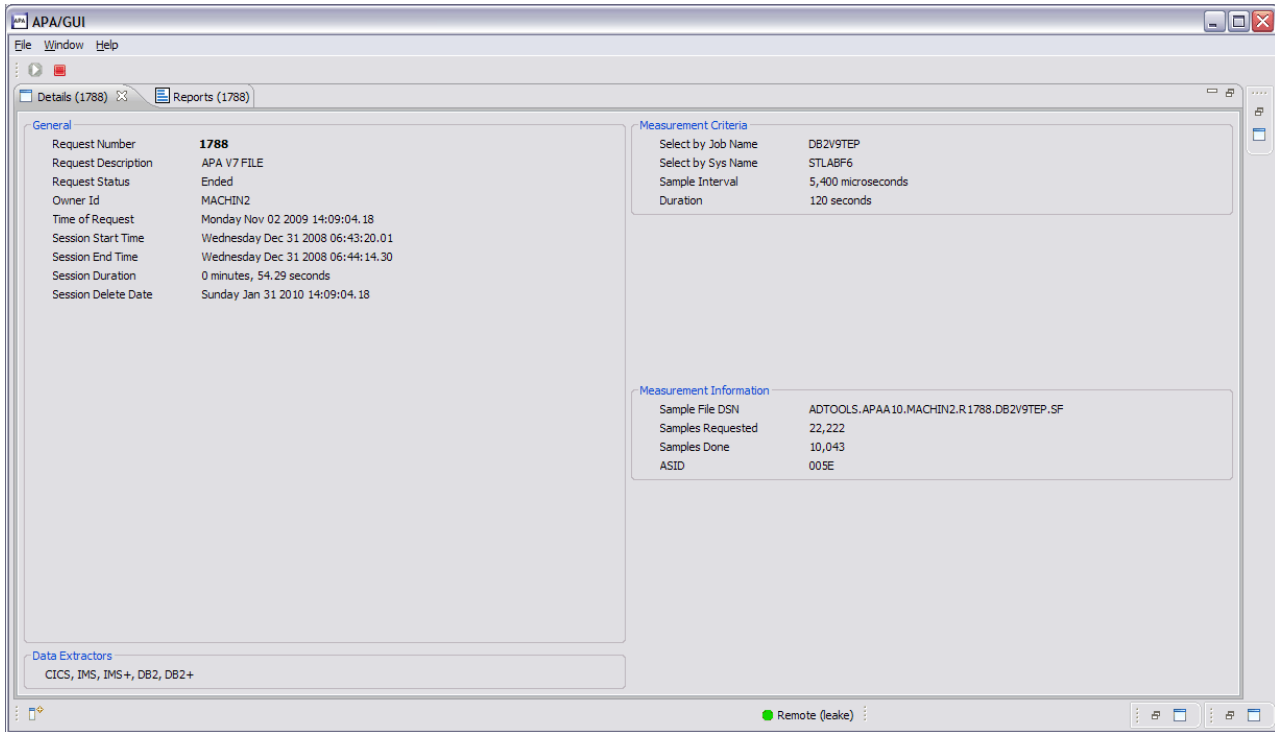 APA APA/GUI
File Window Help
Details (1788) Reports (1788)
General
Request Number 1788
Request Description APA V7 FILE
Request Status Ended
Owner Id MACHIN2
Time of Request Monday Nov 02 2009 14:09:04.18
Session Start Time Wednesday Dec 31 2008 06:43:20.01
Session End Time Wednesday Dec 31 2008 06:44:14.30
Session Duration 0 minutes, 54.29 seconds
Session Delete Date Sunday Jan 31 2010 14:09:04.18
Data Extractors
CICS, IMS, IMS+, DB2, DB2+
Measurement Criteria
Select by Job Name DB2V9TEP
Select by Sys Name STLABF6
Sample Interval 5,400 microseconds
Duration 120 seconds
Measurement Information
Sample File DSN ADTOOLS.APAA10.MACHIN2.R1788.DB2V9TEP.SF
Samples Requested 22,222
Samples Done 10,043
ASID 005E
Remote (leake)